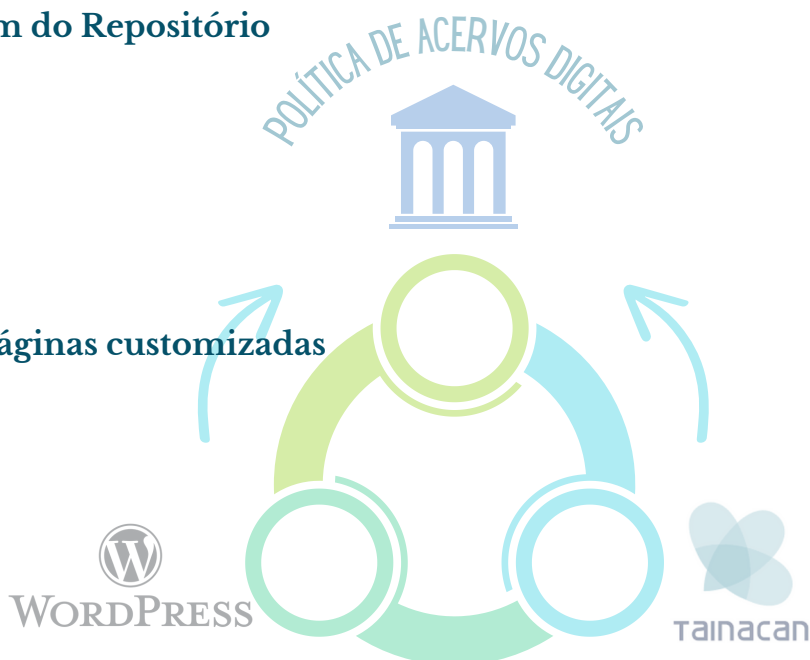 m do Repositório
POLÍTICA DE ACERVOS DIGITAIS
áginas customizadas
WORDPRESS
Tainacan